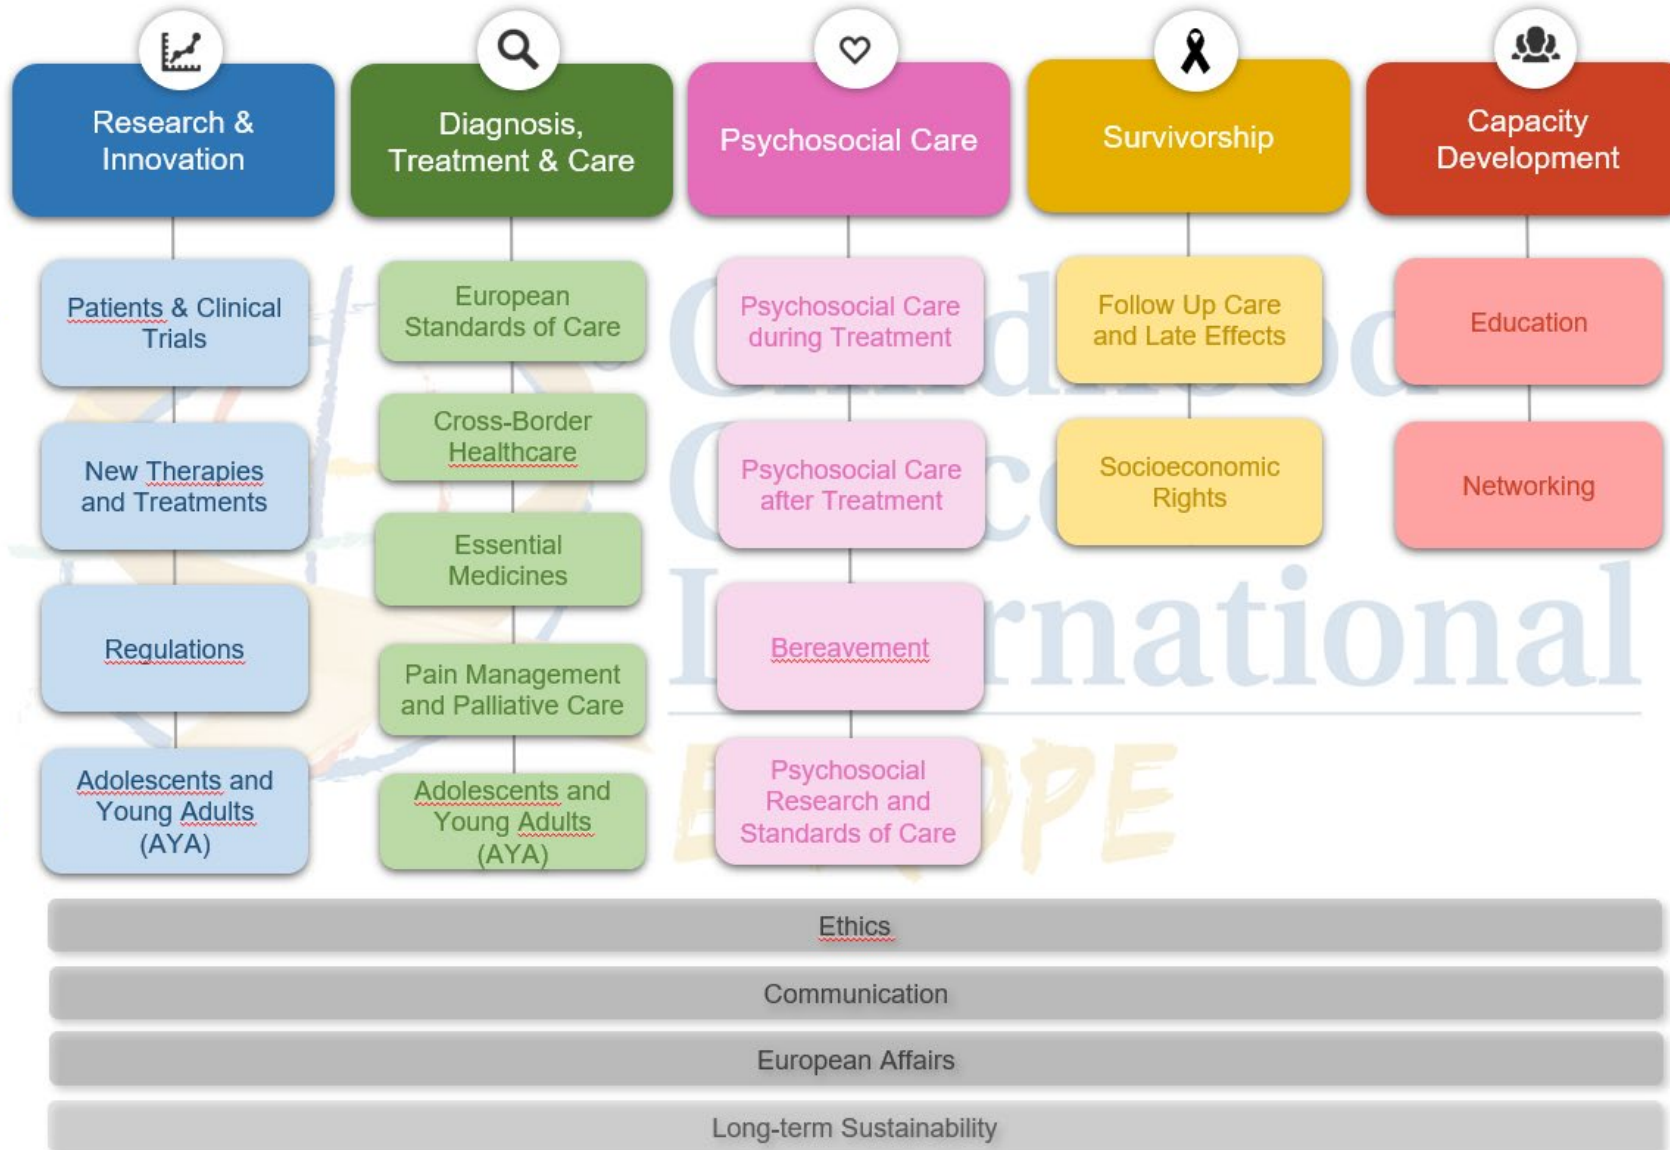 Research &
Innovation
Diagnosis,
Treatment & Care
Psychosocial Care
Survivorship
Capacity
Development
Patients & Clinical
Trials
New Therapies
and Treatments
Regulations
Adolescents and
Young Adults
(AYA)
European
Standards of Care
Cross-Border
Healthcare
Essential
Medicines
Pain Management
and Palliative Care
Adolescents and
Young Adults
(AYA)
Psychosocial Care
during Treatment
Psychosocial Care
after Treatment
Bereavement
Psychosocial
Research and
Standards of Care
Follow Up Care
and Late Effects
Socioeconomic
Rights
Education
Networking
Childhood
International
EUROPE
Ethics
Communication
European Affairs
Long-term Sustainability